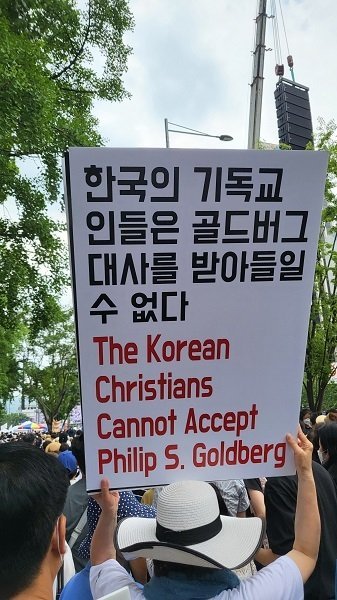 한국의 기독교
인들은 골드버그
대사를 받아들일
수 없다
The Korean
Christians
Cannot Accept
Philip S. Goldberg